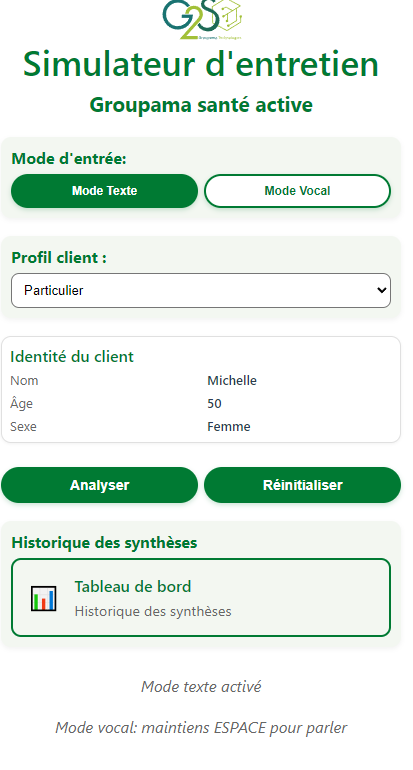 G2S
Groupama Technologies
Simulateur d'entretien
Groupama santé active
Mode d'entrée:
Mode Texte
Mode Vocal
Profil client :
Particulier
Identité du client
Nom Michelle
Âge 50
Sexe Femme
Analyser
Réinitialiser
Historique des synthèses
Tableau de bord
Historique des synthèses
Mode texte activé
Mode vocal: maintiens ESPACE pour parler